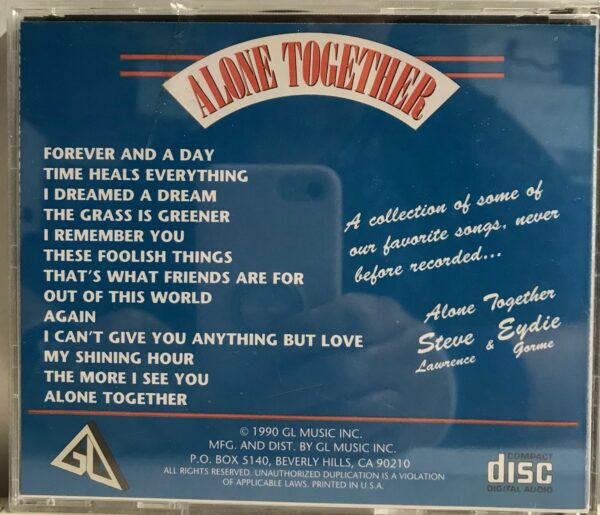 ALONE TOGETHER
FOREVER AND A DAY
TIME HEALS EVERYTHING
I DREAMED A DREAM
THE GRASS IS GREENER
I REMEMBER YOU
THESE FOOLISH THINGS
THAT'S WHAT FRIENDS ARE FOR
OUT OF THIS WORLD
AGAIN
I CAN'T GIVE YOU ANYTHING BUT LOVE
MY SHINING HOUR
THE MORE I SEE YOU
ALONE TOGETHER
A collection of some of
our favorite songs, never
before recorded...
Alone Together
Steve & Eydie
Lawrence Gorme
GL
© 1990 GL MUSIC INC.
MFG. AND DIST. BY GL MUSIC INC.
P.O. BOX 5140, BEVERLY HILLS, CA 90210
ALL RIGHTS RESERVED. UNAUTHORIZED DUPLICATION IS A VIOLATION
OF APPLICABLE LAWS. PRINTED IN U.S.A.
COMPACT
disc
DIGITAL AUDIO